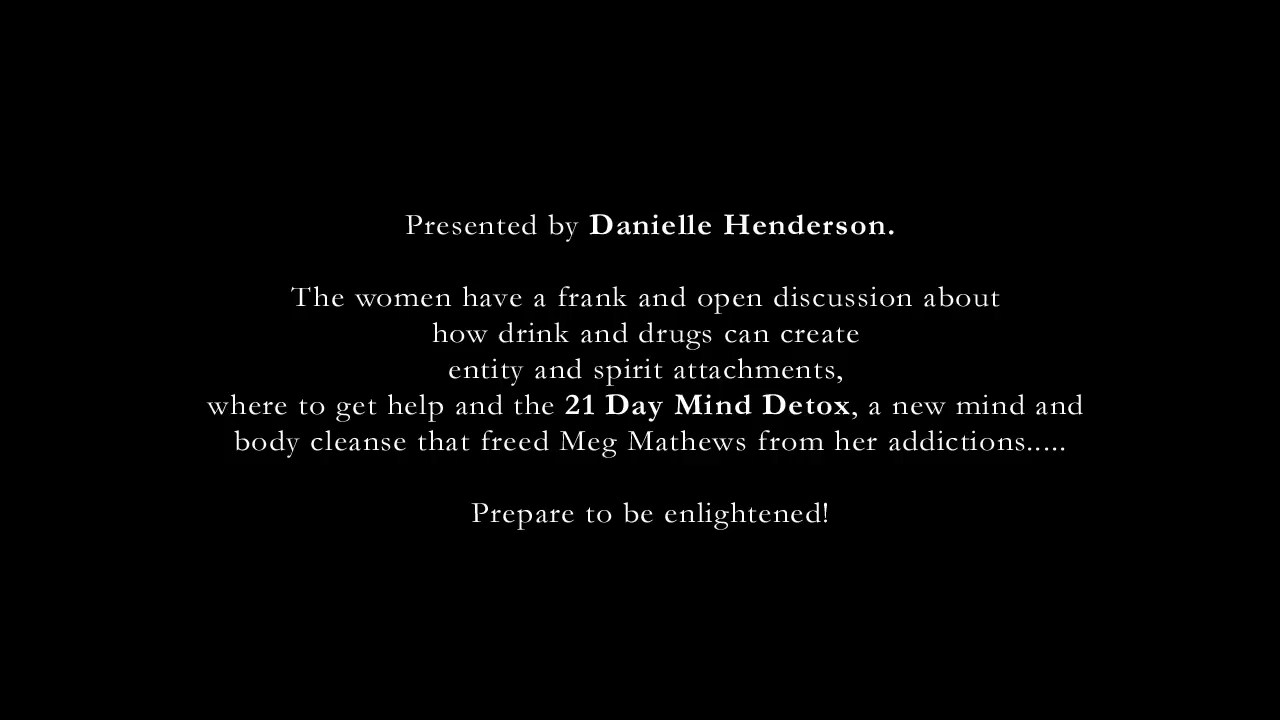 Presented by Danielle Henderson.
The women have a frank and open discussion about
how drink and drugs can create
entity and spirit attachments,
where to get help and the 21 Day Mind Detox, a new mind and
body cleanse that freed Meg Mathews from her addictions.....
Prepare to be enlightened!